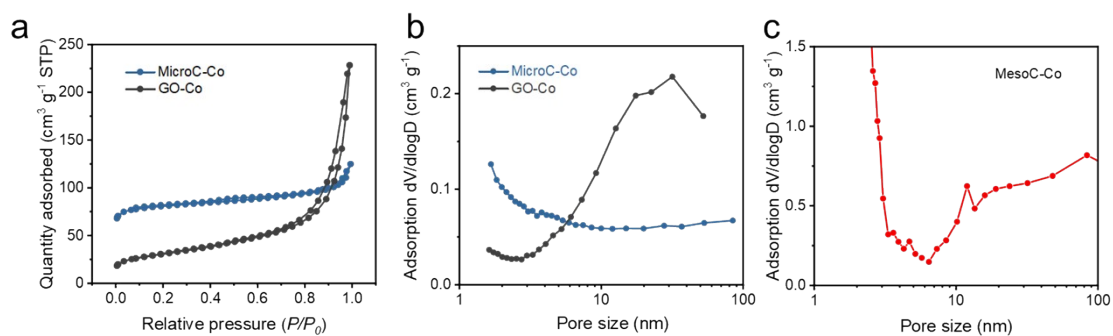 a
Quantity adsorbed (cm³ g⁻¹ STP)
250
200
150
100
50
0
MicroC-Co
GO-Co
0.0 0.2 0.4 0.6 0.8 1.0
Relative pressure (P/P₀)
b
Adsorption dV/dlogD (cm³ g⁻¹)
0.2
0.1
0.0
MicroC-Co
GO-Co
1 10 100
Pore size (nm)
c
Adsorption dV/dlogD (cm³ g⁻¹)
1.5
1.0
0.5
0.0
MesoC-Co
1 10 100
Pore size (nm)